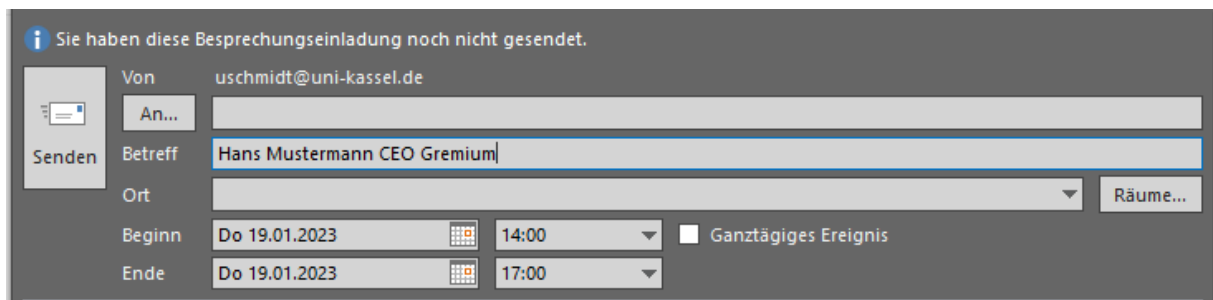 Sie haben diese Besprechungseinladung noch nicht gesendet.
Von uschmidt@uni-kassel.de
An...
Senden Betreff Hans Mustermann CEO Gremium
Ort Räume...
Beginn Do 19.01.2023 14:00 Ganztägiges Ereignis
Ende Do 19.01.2023 17:00